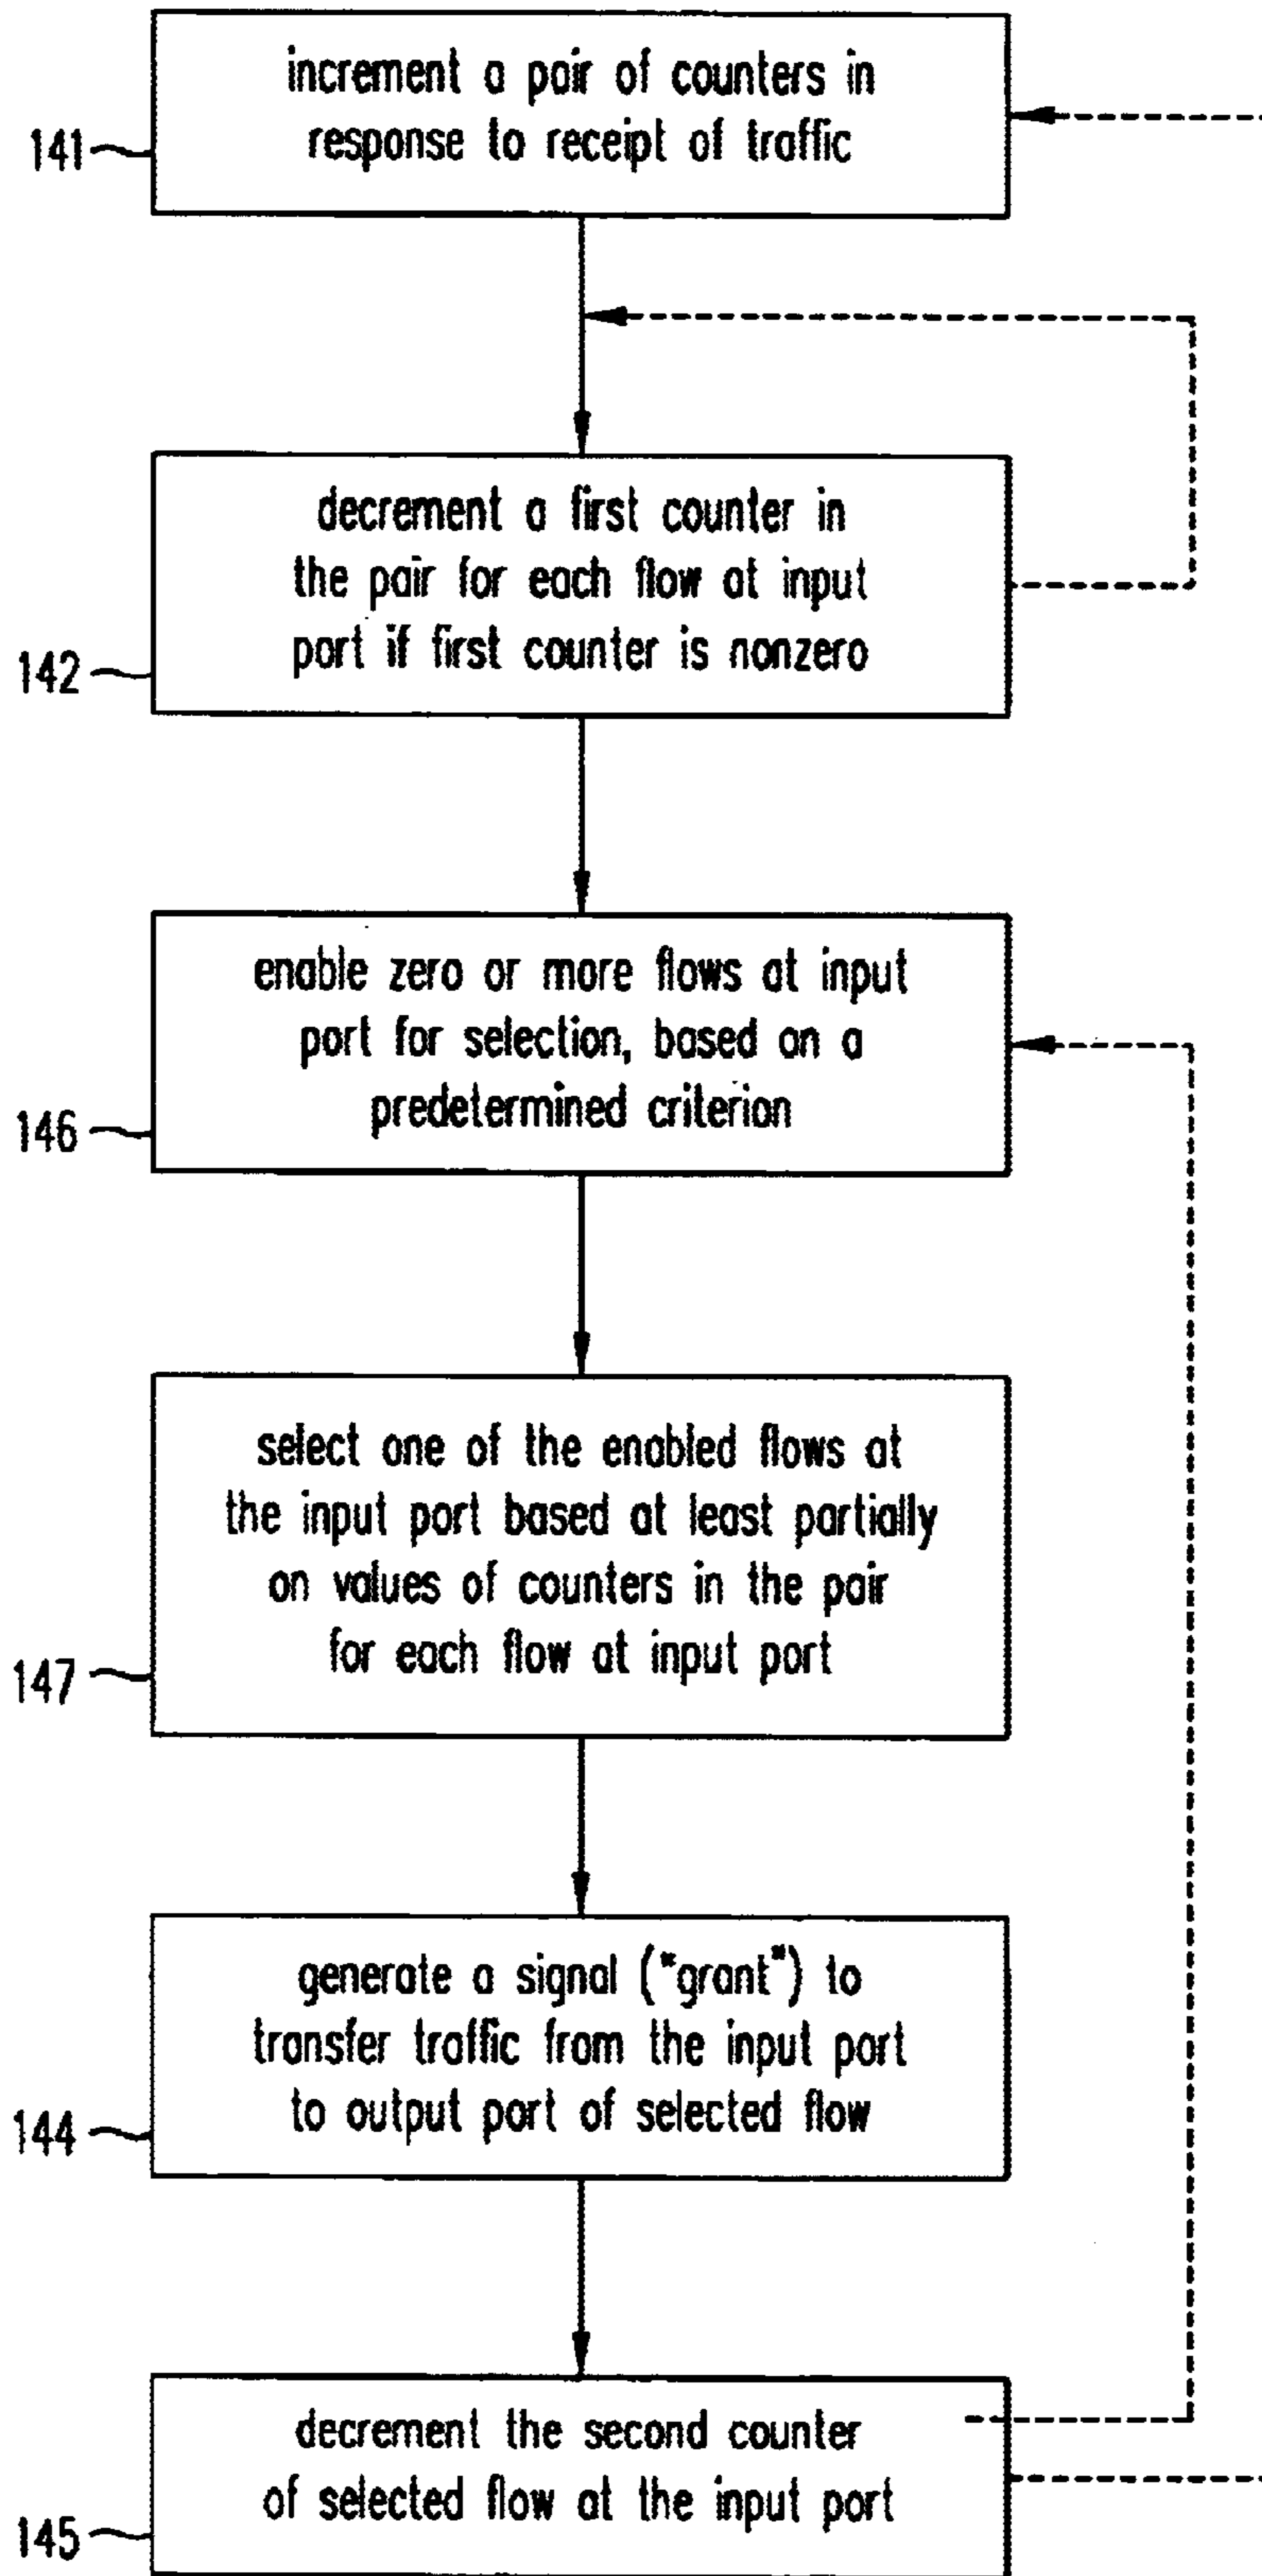 increment a pair of counters in
response to receipt of traffic
141
decrement a first counter in
the pair for each flow at input
port if first counter is nonzero
142
enable zero or more flows at input
port for selection, based on a
predetermined criterion
146
select one of the enabled flows at
the input port based at least partially
on values of counters in the pair
for each flow at input port
147
generate a signal ("grant") to
transfer traffic from the input port
to output port of selected flow
144
decrement the second counter
of selected flow at the input port
145